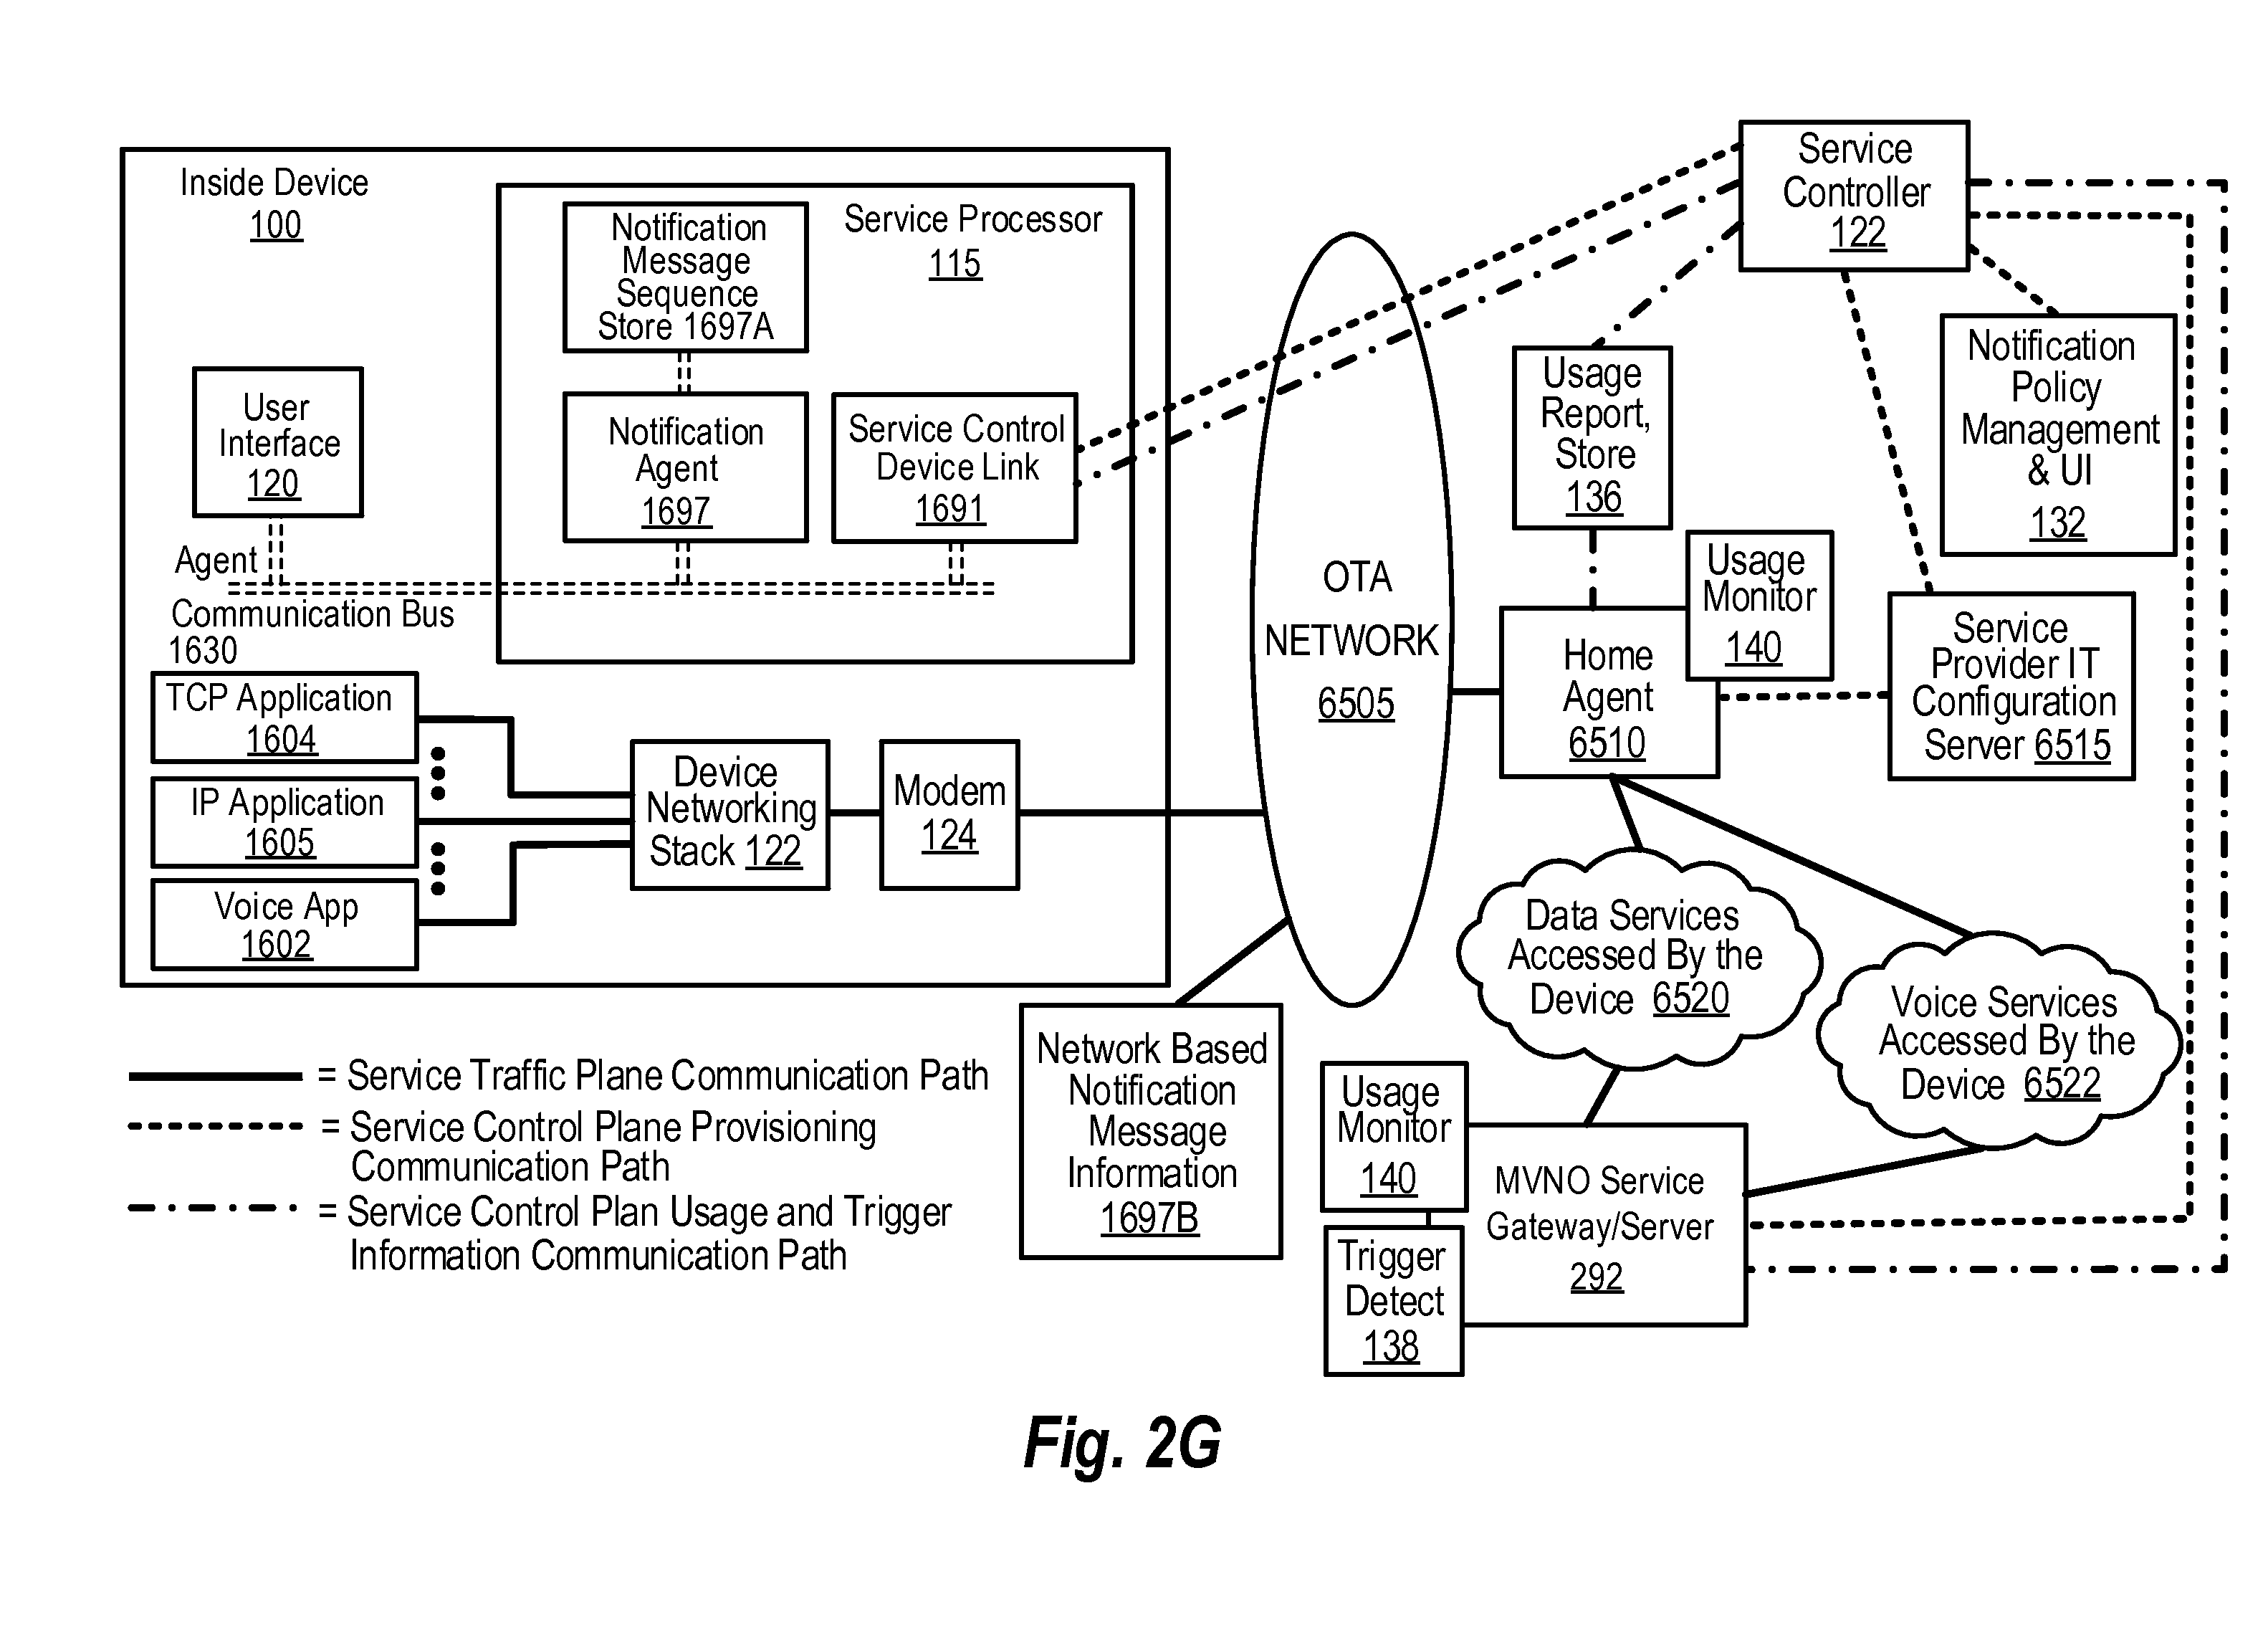 Inside Device
100
Notification
Message
Sequence
Store 1697A
Service Processor
115
User
Interface
120
Notification
Agent
1697
Service Control
Device Link
1691
Agent
Communication Bus
1630
TCP Application
1604
IP Application
1605
Voice App
1602
Device
Networking
Stack 122
Modem
124
OTA
NETWORK
6505
Service
Controller
122
Usage
Report,
Store
136
Notification
Policy
Management
& UI
132
Usage
Monitor
140
Home
Agent
6510
Service
Provider IT
Configuration
Server 6515
Data Services
Accessed By the
Device 6520
Voice Services
Accessed By the
Device 6522
Network Based
Notification
Message
Information
1697B
Usage
Monitor
140
Trigger
Detect
138
MVNO Service
Gateway/Server
292
= Service Traffic Plane Communication Path
= Service Control Plane Provisioning
Communication Path
= Service Control Plan Usage and Trigger
Information Communication Path
Fig. 2G